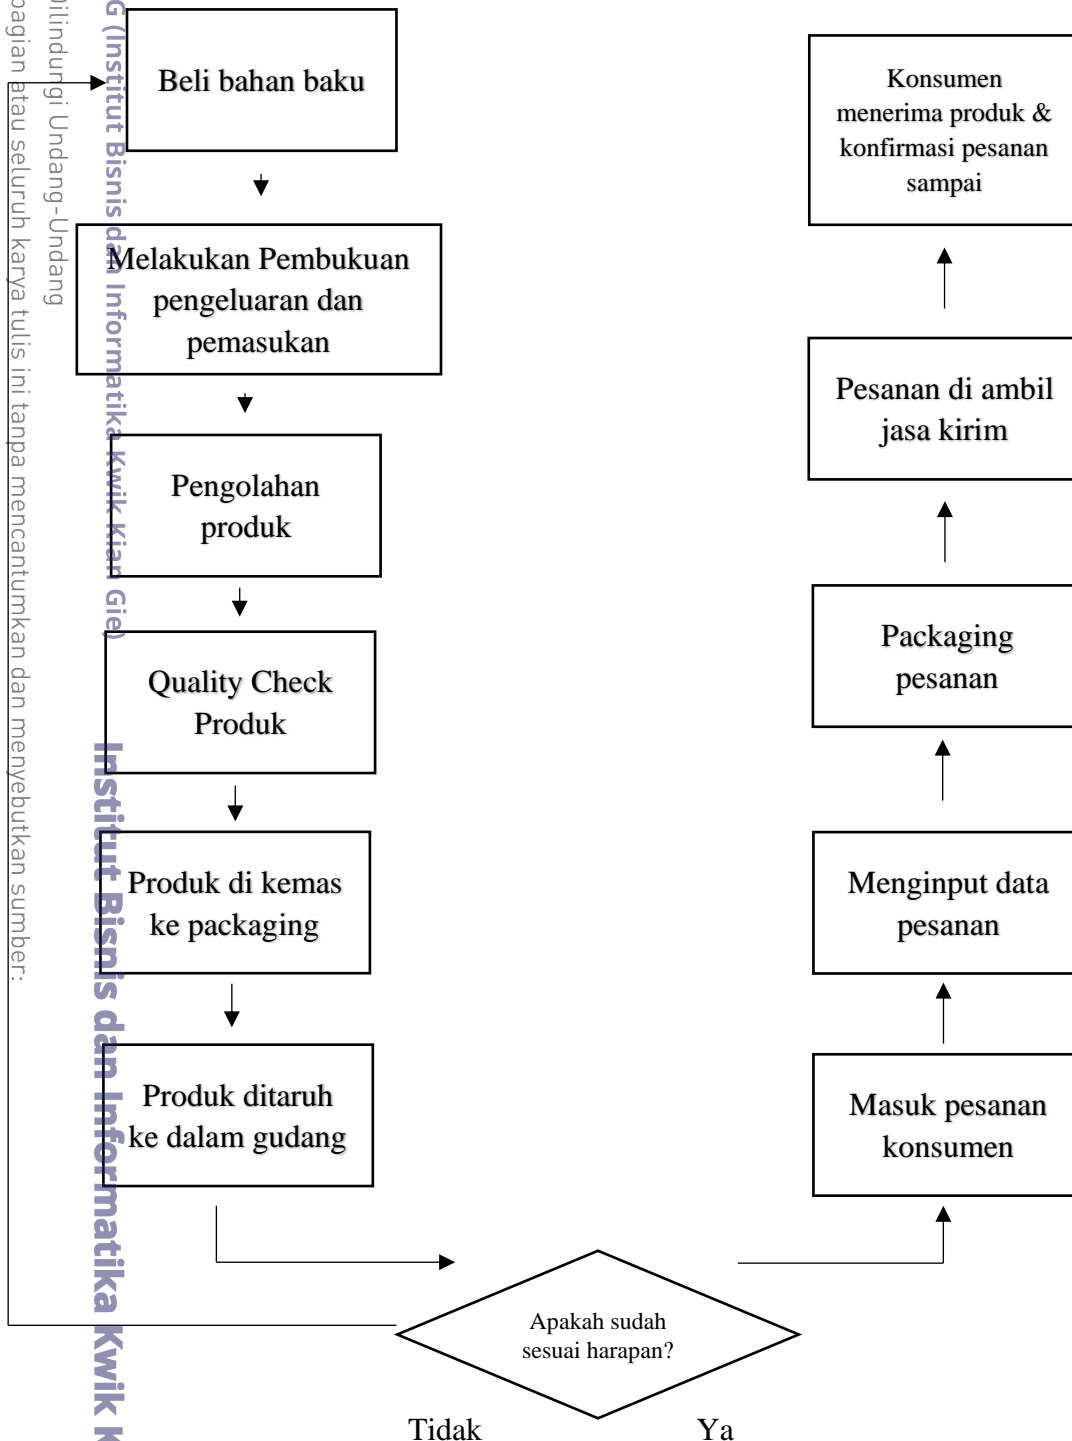 Beli bahan baku
Melakukan Pembukuan
pengeluaran dan
pemasukan
Pengolahan
produk
Quality Check
Produk
Produk di kemas
ke packaging
Produk ditaruh
ke dalam gudang
Apakah sudah
sesuai harapan?
Tidak
Ya
Masuk pesanan
konsumen
Menginput data
pesanan
Packaging
pesanan
Pesanan di ambil
jasa kirim
Konsumen
menerima produk &
konfirmasi pesanan
sampai
G (Institut Bisnis dan Informatika Kwik Kian Gie)
Dilindungi Undang-Undang
bagian atau seluruh karya tulis ini tanpa mencantumkan dan menyebutkan sumber:
Institut Bisnis dan Informatika Kwik K